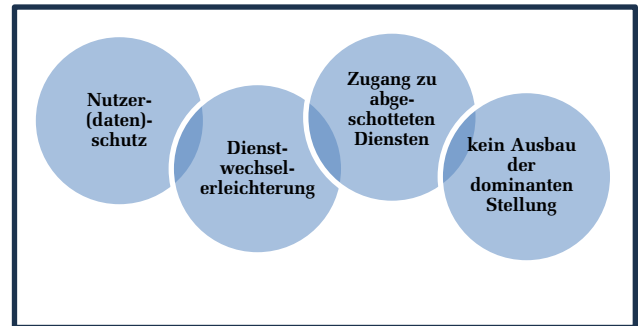 Nutzer-
(daten)-
schutz
Dienst-
wechsel-
erleichterung
Zugang zu
abge-
schotteten
Diensten
kein Ausbau
der
dominanten
Stellung